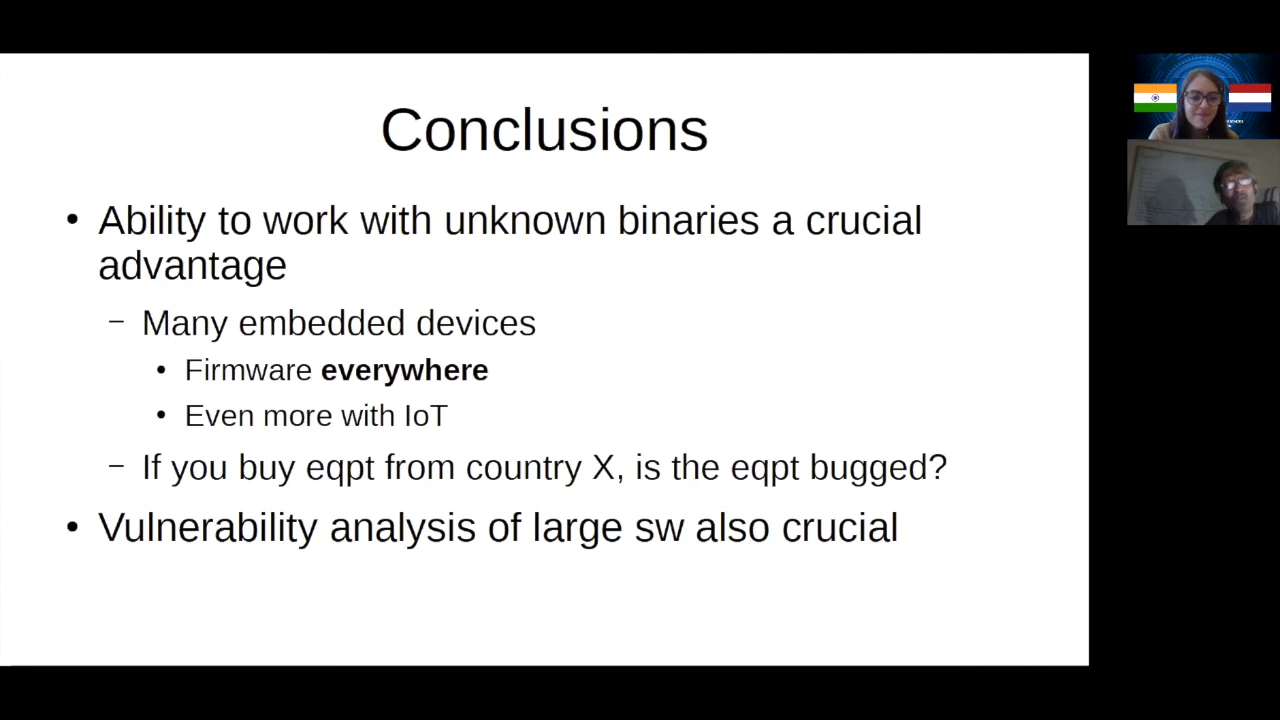 Conclusions
• Ability to work with unknown binaries a crucial
advantage
– Many embedded devices
• Firmware everywhere
• Even more with IoT
– If you buy eqpt from country X, is the eqpt bugged?
• Vulnerability analysis of large sw also crucial